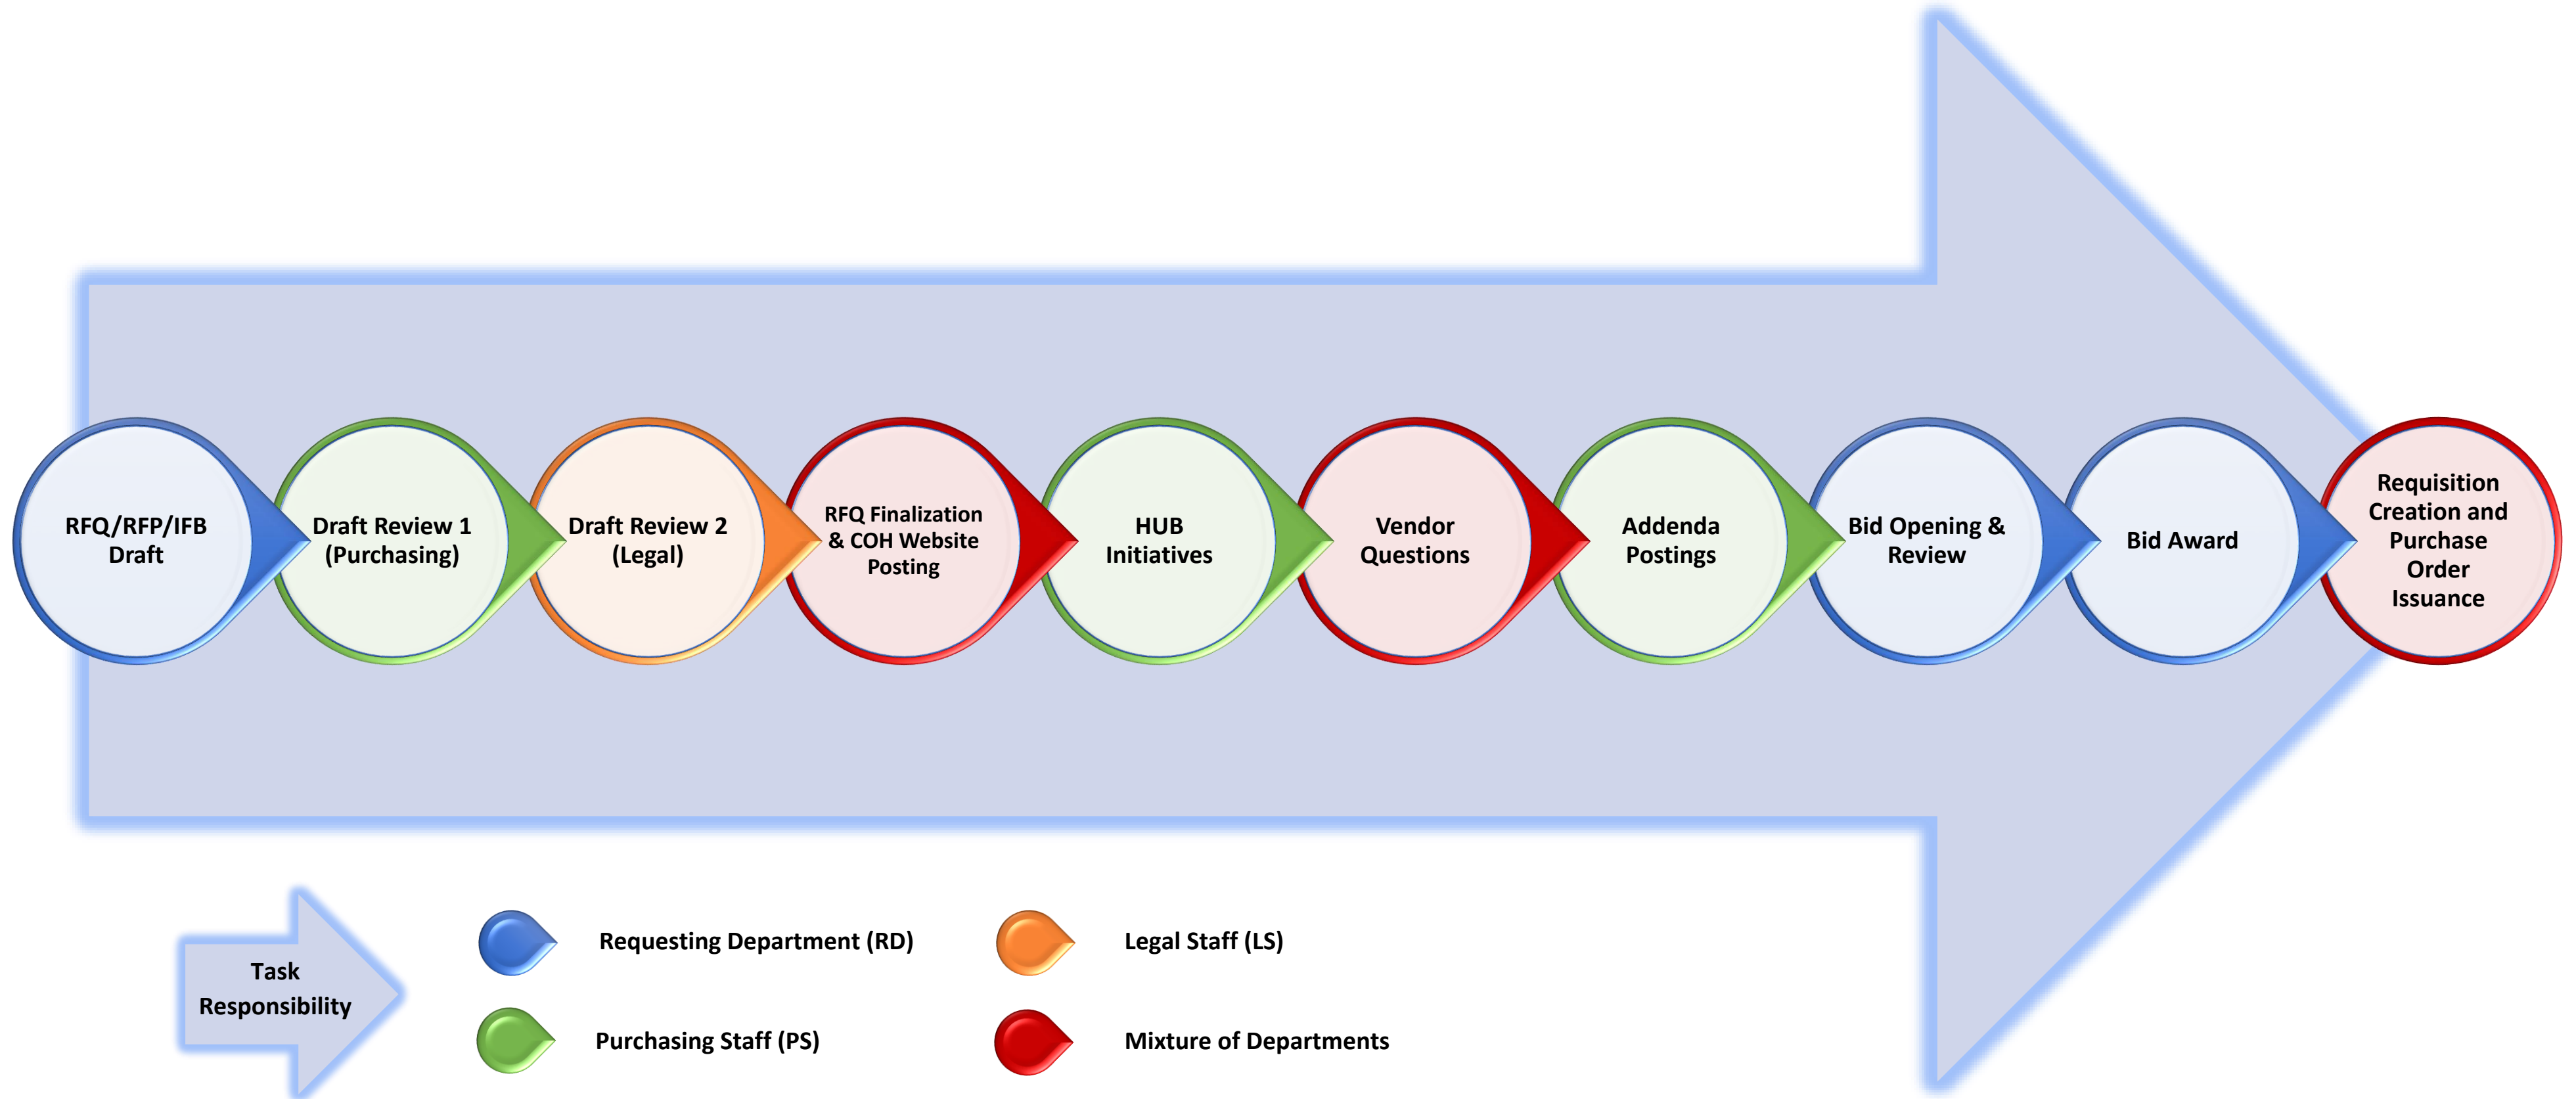 RFQ/RFP/IFB
Draft
Draft Review 1
(Purchasing)
Draft Review 2
(Legal)
RFQ Finalization
& COH Website
Posting
HUB
Initiatives
Vendor
Questions
Addenda
Postings
Bid Opening &
Review
Bid Award
Requisition
Creation and
Purchase
Order
Issuance
Task
Responsibility
Requesting Department (RD)
Legal Staff (LS)
Purchasing Staff (PS)
Mixture of Departments